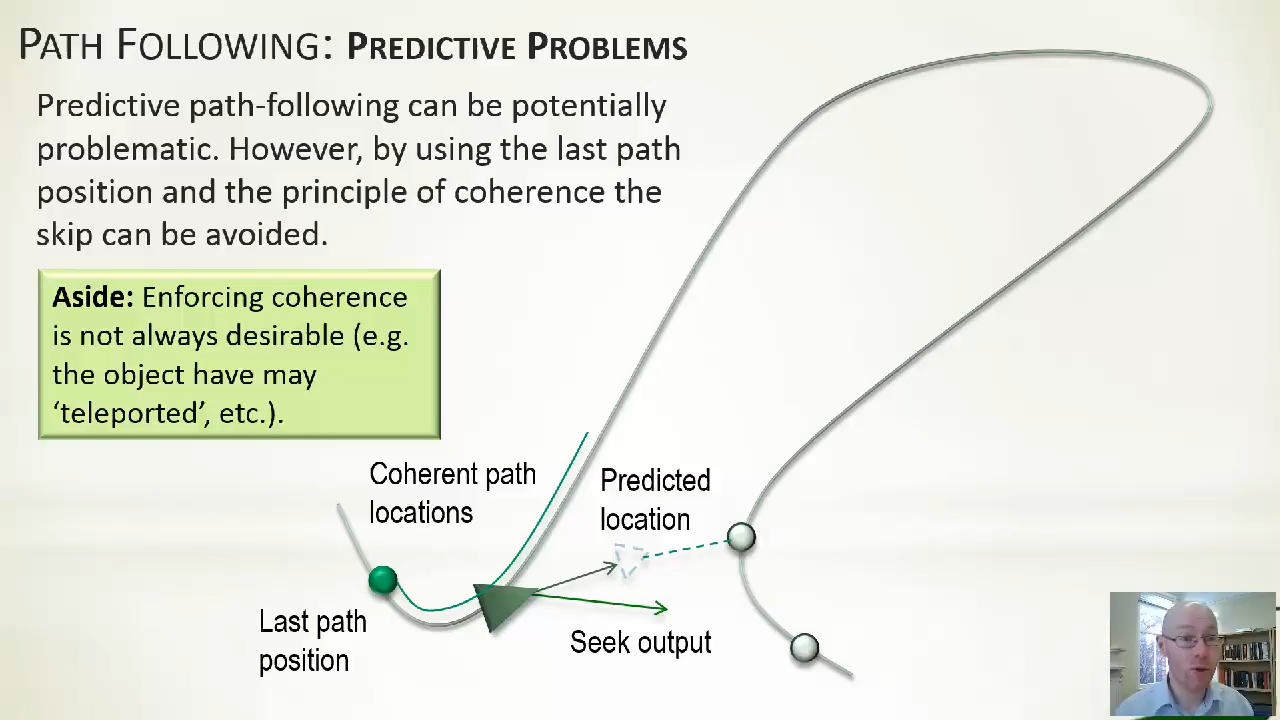 PATH FOLLOWING: PREDICTIVE PROBLEMS
Predictive path-following can be potentially
problematic. However, by using the last path
position and the principle of coherence the
skip can be avoided.
Aside: Enforcing coherence
is not always desirable (e.g.
the object have may
‘teleported’, etc.).
Coherent path
locations
Predicted
location
Last path
position
Seek output